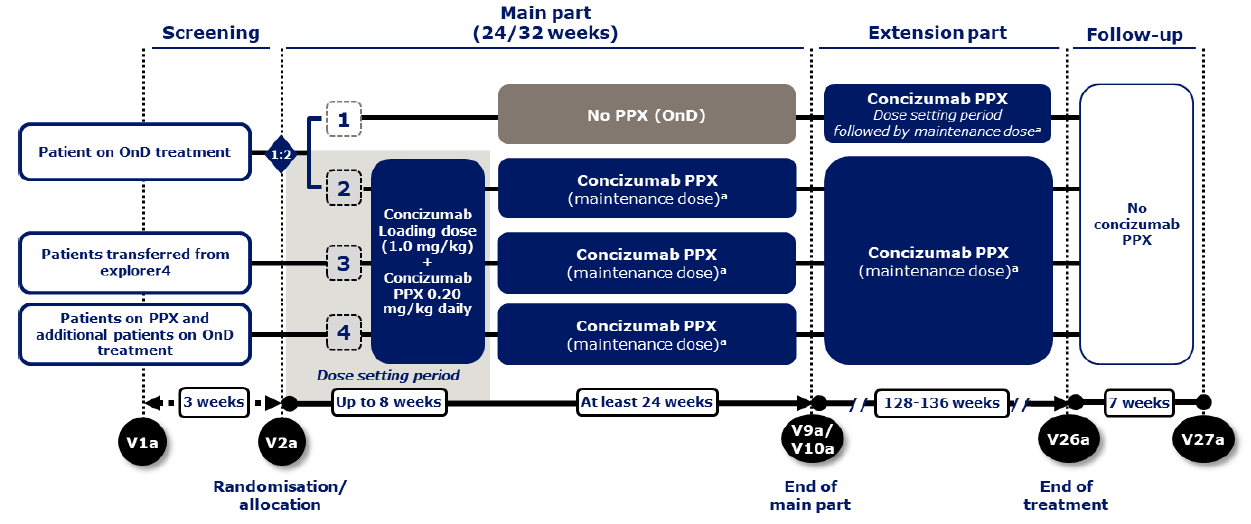 Screening
Main part
(24/32 weeks)
Extension part
Follow-up
Patient on OnD treatment
1:2
1
No PPX (OnD)
Concizumab PPX
Dose setting period
followed by maintenance doseª
2
Concizumab
Loading dose
(1.0 mg/kg)
+
Concizumab
PPX 0.20
mg/kg daily
Concizumab PPX
(maintenance dose)ª
Patients transferred from
explorer4
3
Concizumab PPX
(maintenance dose)ª
Concizumab PPX
(maintenance dose)ª
No
concizumab
PPX
Patients on PPX and
additional patients on OnD
treatment
4
Concizumab PPX
(maintenance dose)ª
Dose setting period
3 weeks
Up to 8 weeks
At least 24 weeks
128-136 weeks
7 weeks
V1a
V2a
V9a/
V10a
V26a
V27a
Randomisation/
allocation
End of
main part
End of
treatment